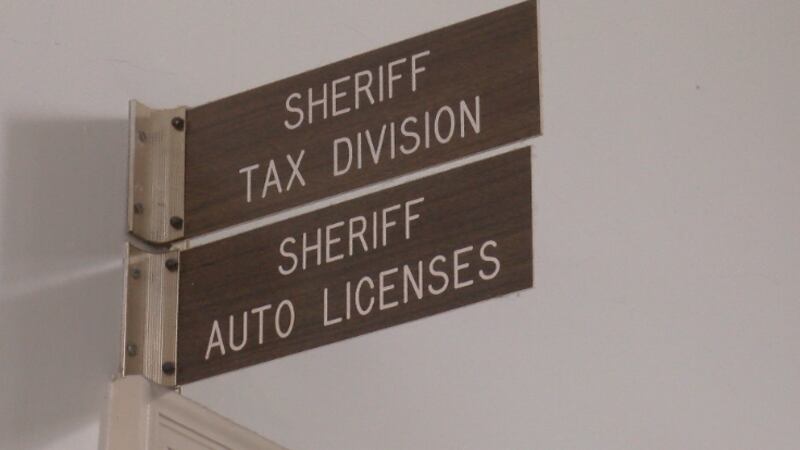 SHERIFF
TAX DIVISION
SHERIFF
AUTO LICENSES